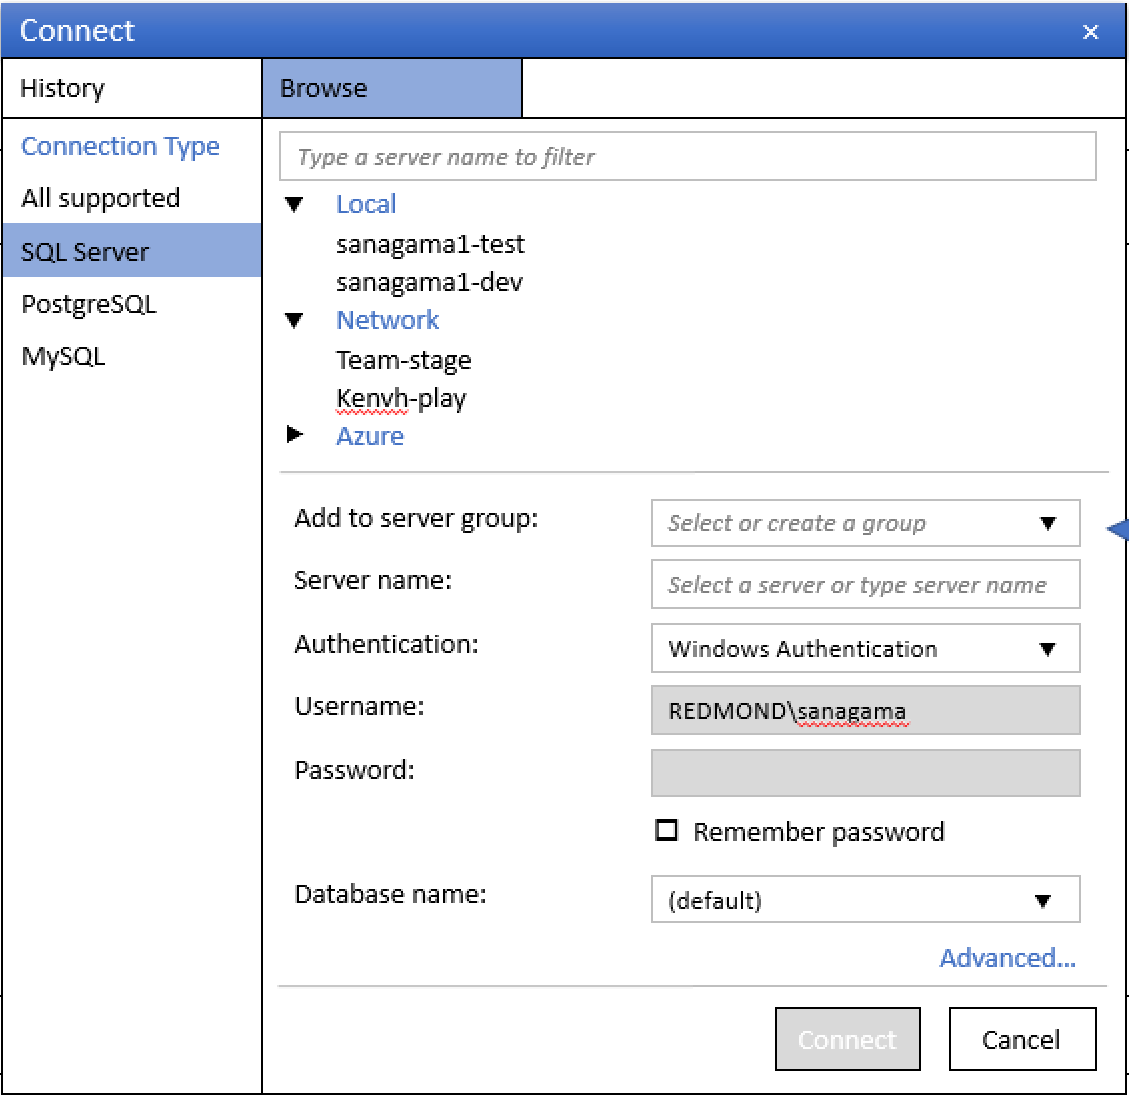 Connect
×
History
Browse
Connection Type
All supported
SQL Server
PostgreSQL
MySQL
Type a server name to filter
Local
sanagama1-test
sanagama1-dev
Network
Team-stage
Kenvh-play
Azure
Add to server group:
Select or create a group
Server name:
Select a server or type server name
Authentication:
Windows Authentication
Username:
REDMOND\sanagama
Password:
Remember password
Database name:
(default)
Advanced...
Connect
Cancel